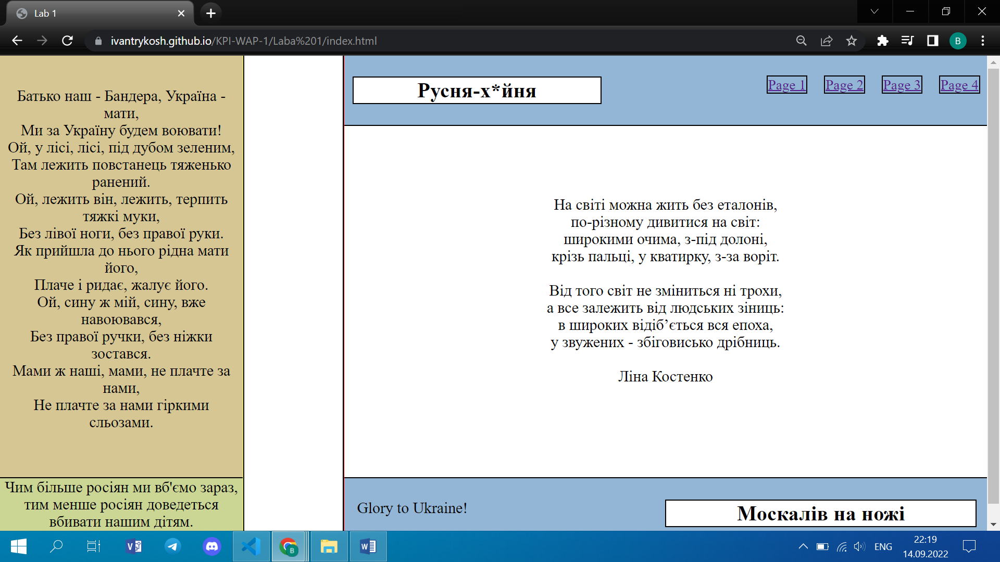 Lab 1
ivantrykosh.github.io/KPI-WAP-1/Laba%201/index.html
B
Батько наш - Бандера, Україна -
мати,
Ми за Україну будем воювати!
Ой, у лісі, лісі, під дубом зеленим,
Там лежить повстанець тяженько
ранений.
Ой, лежить він, лежить, терпить
тяжкі муки,
Без лівої ноги, без правої руки.
Як прийшла до нього рідна мати
його,
Плаче і ридає, жалує його.
Ой, сину ж мій, сину, вже
навоювався,
Без правої ручки, без ніжки
зостався.
Мами ж наші, мами, не плачте за
нами,
Не плачте за нами гіркими
сльозами.
Чим більше росіян ми вб'ємо зараз,
тим менше росіян доведеться
вбивати нашим дітям.
Русня-х*йня
Page 1 Page 2 Page 3 Page 4
На світі можна жить без еталонів,
по-різному дивитися на світ:
широкими очима, з-під долоні,
крізь пальці, у кватирку, з-за воріт.
Від того світ не зміниться ні трохи,
а все залежить від людських зіниць:
в широких відіб’ється вся епоха,
у звужених - збіговисько дрібниць.
Ліна Костенко
Glory to Ukraine!
Москалів на ножі
ENG
22:19
14.09.2022